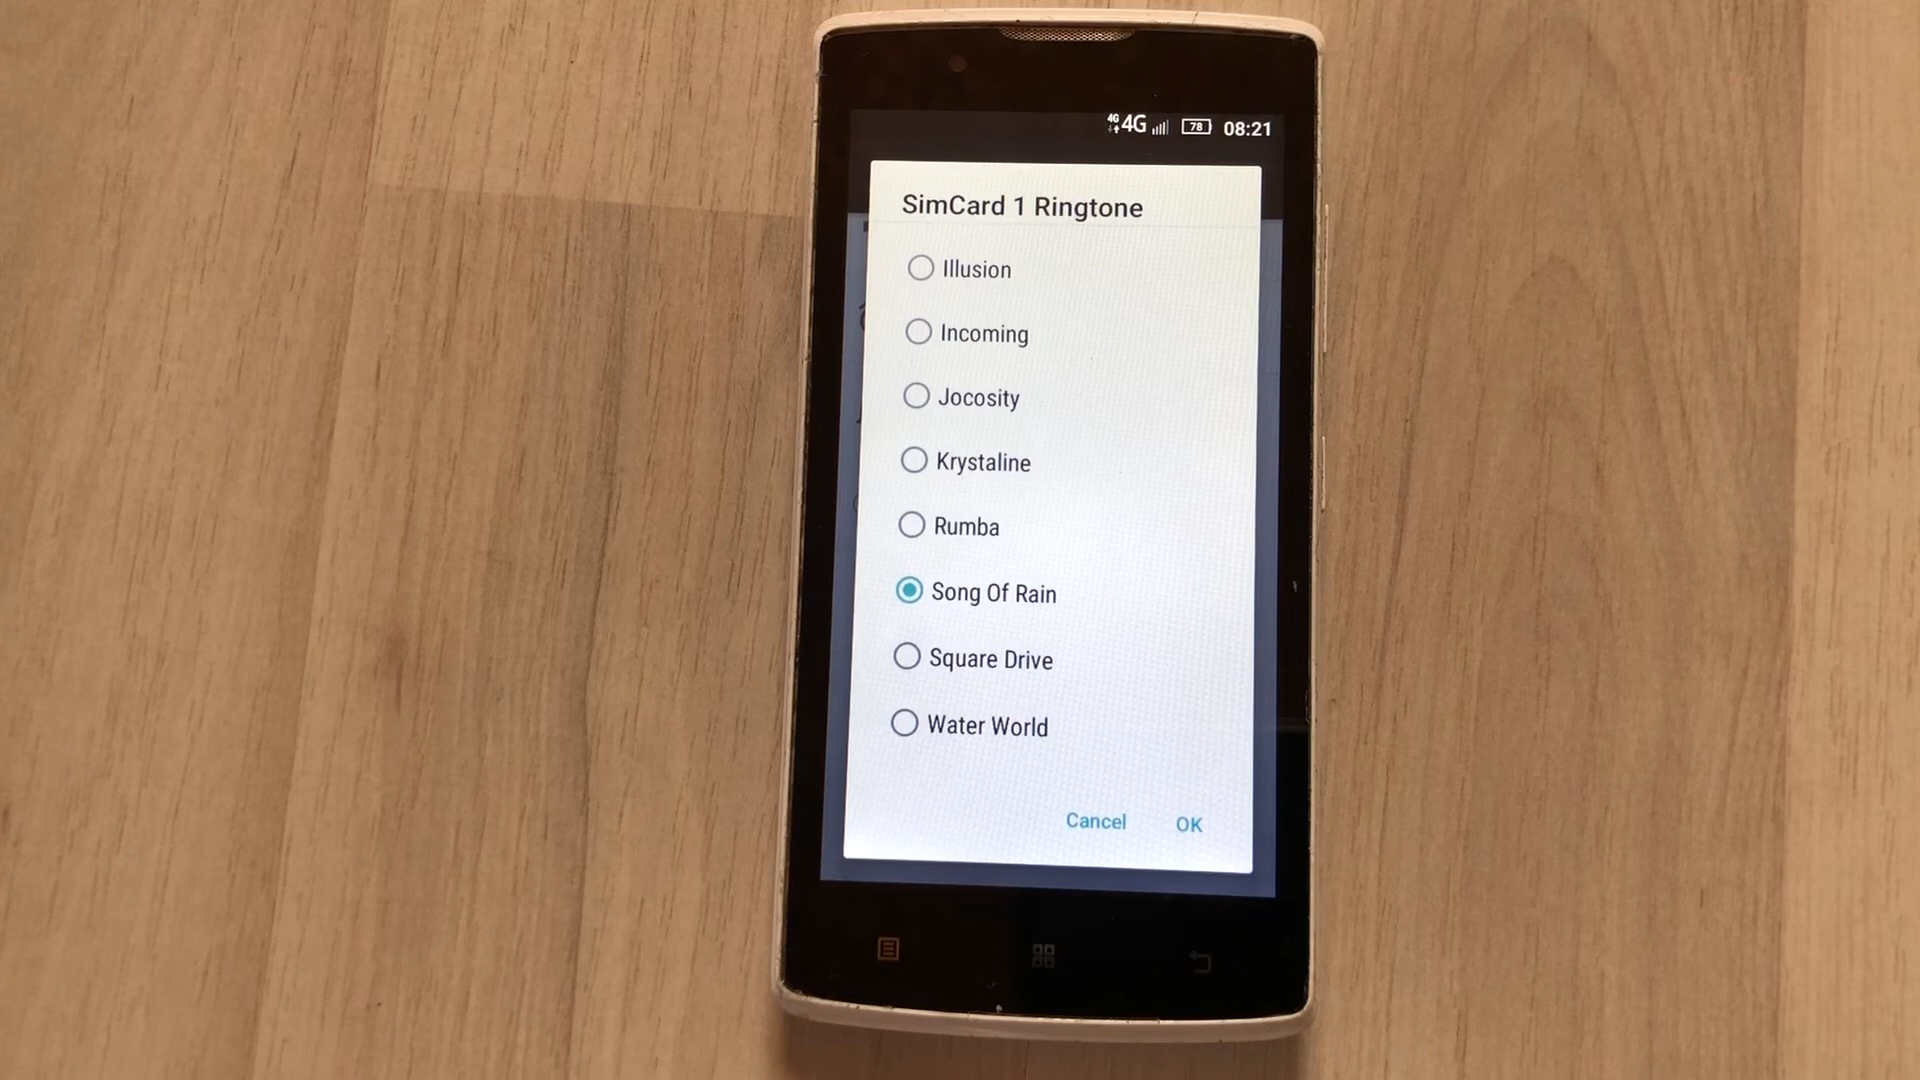 4G 4G 78 08:21
SimCard 1 Ringtone
Illusion
Incoming
Jocosity
Krystaline
Rumba
Song Of Rain
Square Drive
Water World
Cancel OK